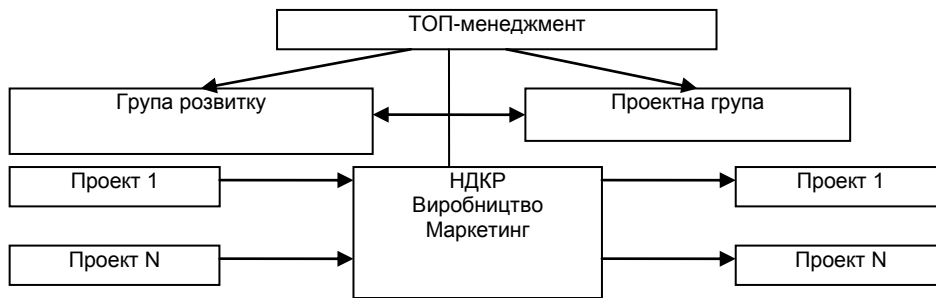 ТОП-менеджмент
Група розвитку
Проектна група
Проект 1
НДКР
Виробництво
Маркетинг
Проект 1
Проект N
Проект N